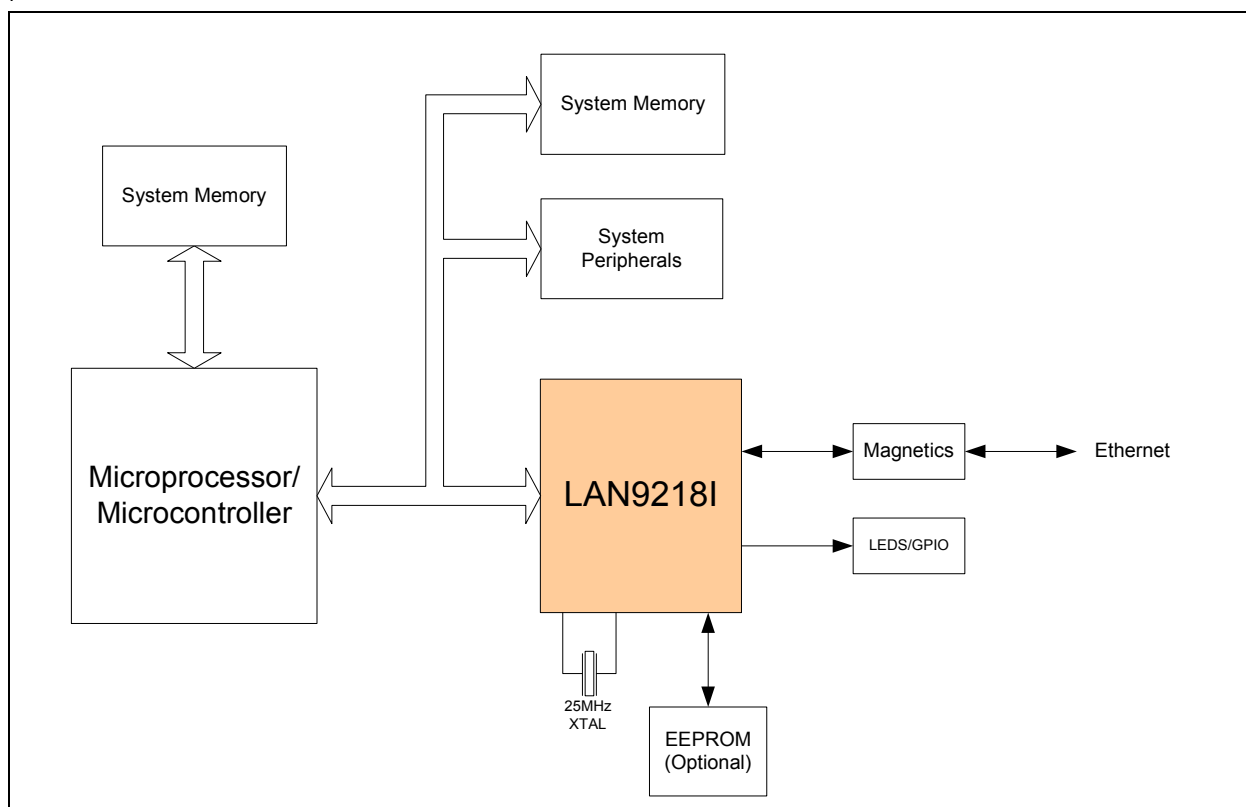 System Memory
System Memory
System
Peripherals
Microprocessor/
Microcontroller
LAN9218I
Magnetics
Ethernet
LEDS/GPIO
25MHz
XTAL
EEPROM
(Optional)